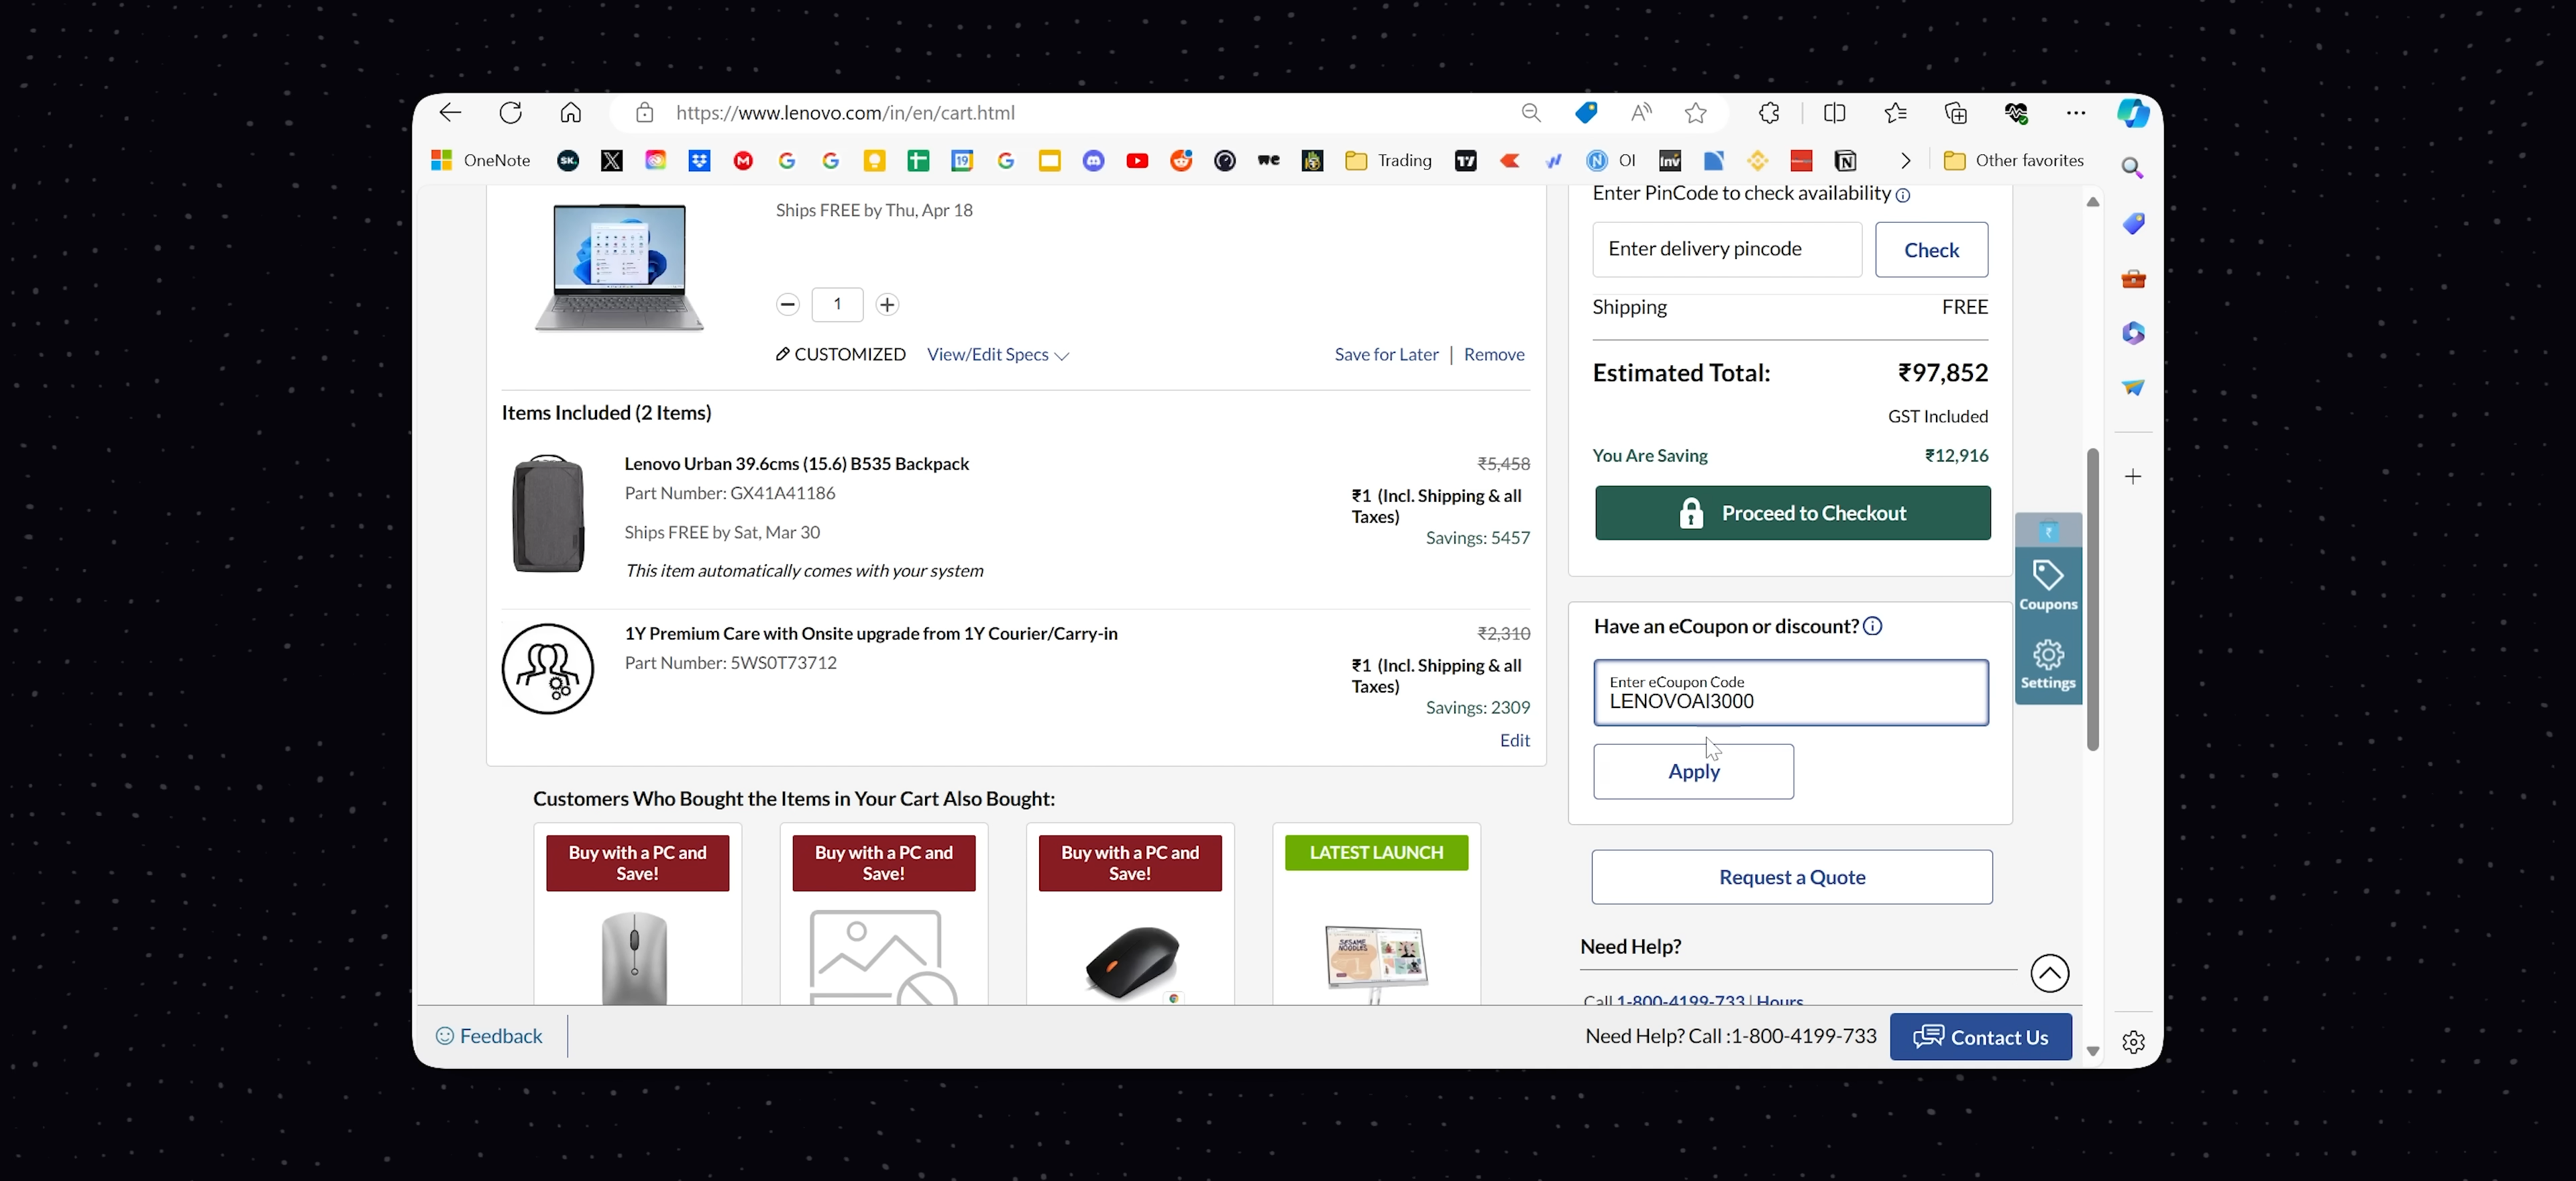 https://www.lenovo.com/in/en/cart.html
OneNote
SK.
19
we
Trading
17
N
OI
inv
N
Other favorites
Ships FREE by Thu, Apr 18
1
CUSTOMIZED View/Edit Specs
Save for Later | Remove
Items Included (2 Items)
Lenovo Urban 39.6cms (15.6) B535 Backpack
₹5,458
Part Number: GX41A41186
₹1 (Incl. Shipping & all
Taxes)
Ships FREE by Sat, Mar 30
Savings: 5457
This item automatically comes with your system
1Y Premium Care with Onsite upgrade from 1Y Courier/Carry-in
₹2,310
Part Number: 5WS0T73712
₹1 (Incl. Shipping & all
Taxes)
Savings: 2309
Edit
Customers Who Bought the Items in Your Cart Also Bought:
Buy with a PC and
Save!
Buy with a PC and
Save!
Buy with a PC and
Save!
LATEST LAUNCH
SESAME
NOODLES
Enter PinCode to check availability
Enter delivery pincode
Check
Shipping FREE
Estimated Total: ₹97,852
GST Included
You Are Saving ₹12,916
Proceed to Checkout
Have an eCoupon or discount?
Enter eCoupon Code
LENOVOAI3000
Apply
Request a Quote
Need Help?
Call 1-800-4199-733 | Hours
₹
Coupons
Settings
Feedback
Need Help? Call :1-800-4199-733
Contact Us